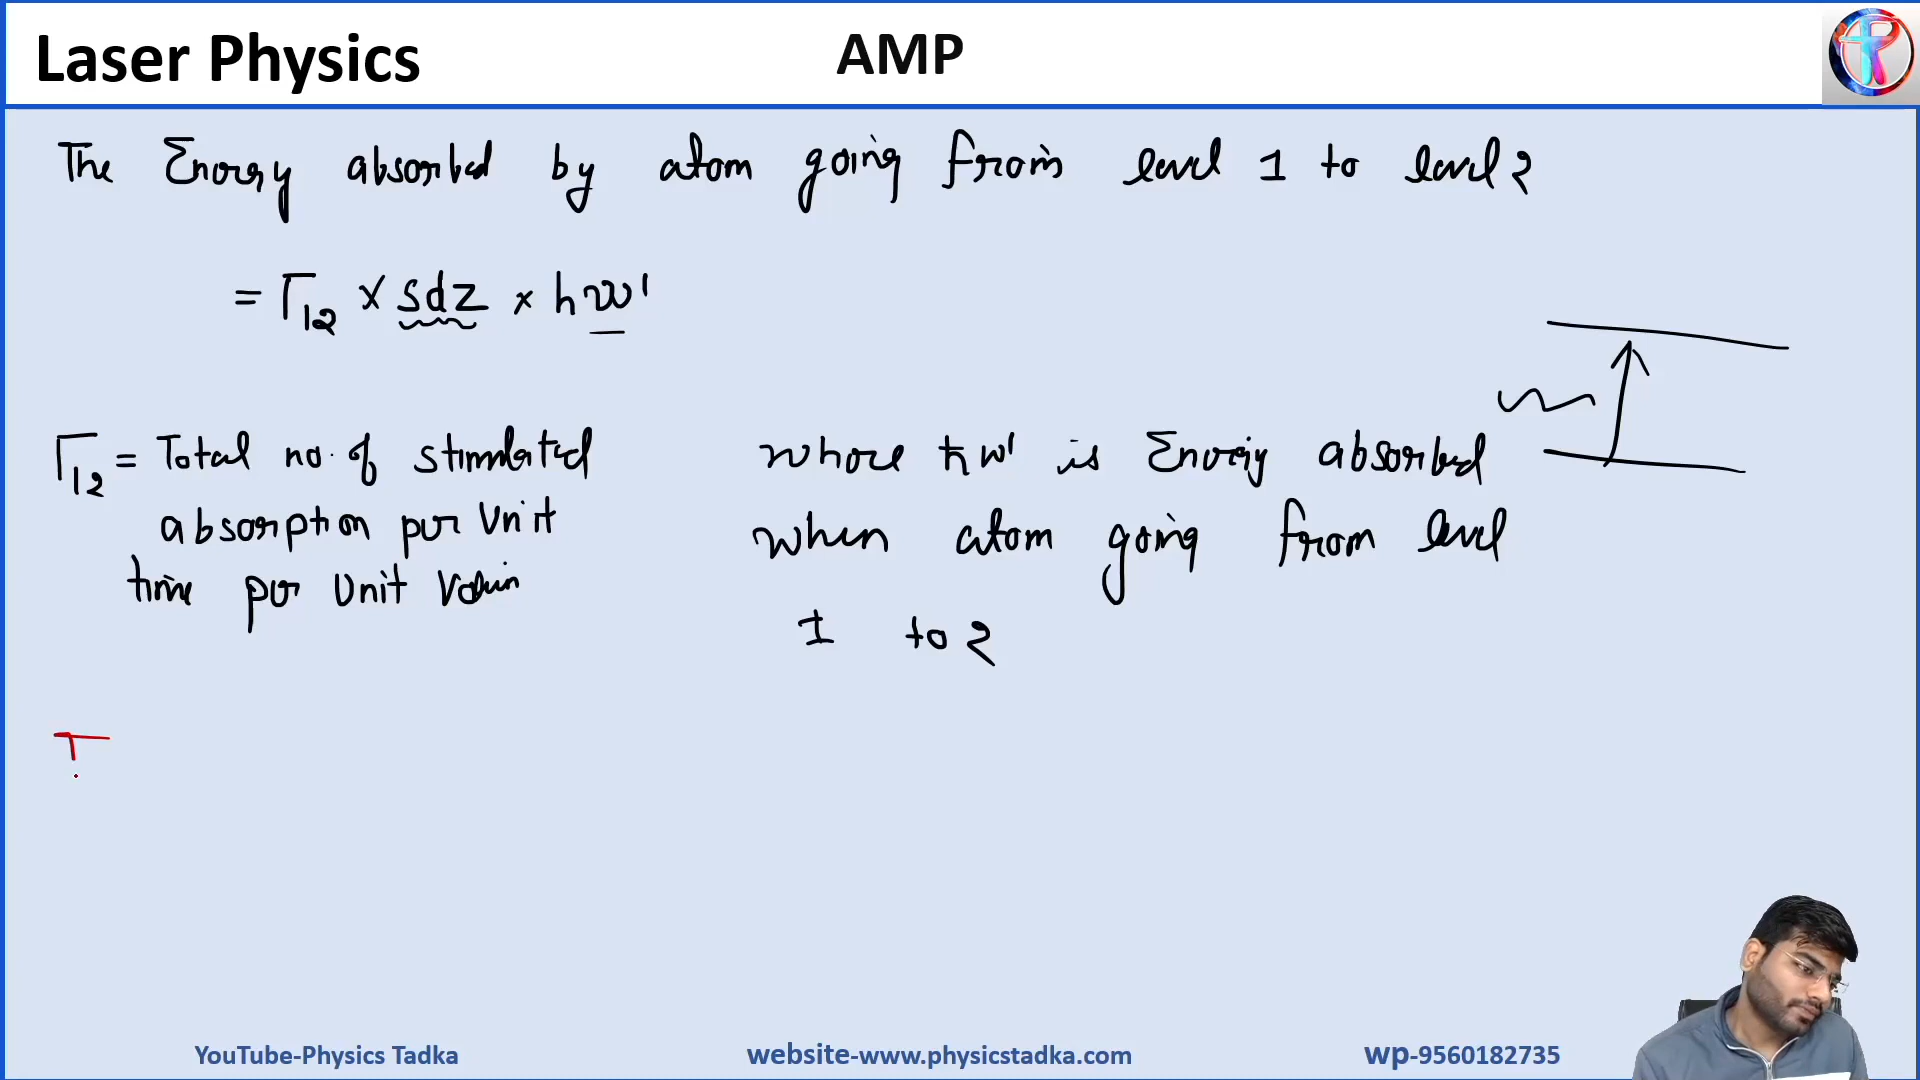 Laser Physics
AMP
The Energy absorbed by atom going from level 1 to level 2
= Γ12 × sdz × hω'
Γ12 = Total no. of stimulated
absorption per unit
time per unit volum
where ħω' is Energy absorbed
when atom going from level
1 to 2
YouTube-Physics Tadka
website-www.physicstadka.com
wp-9560182735